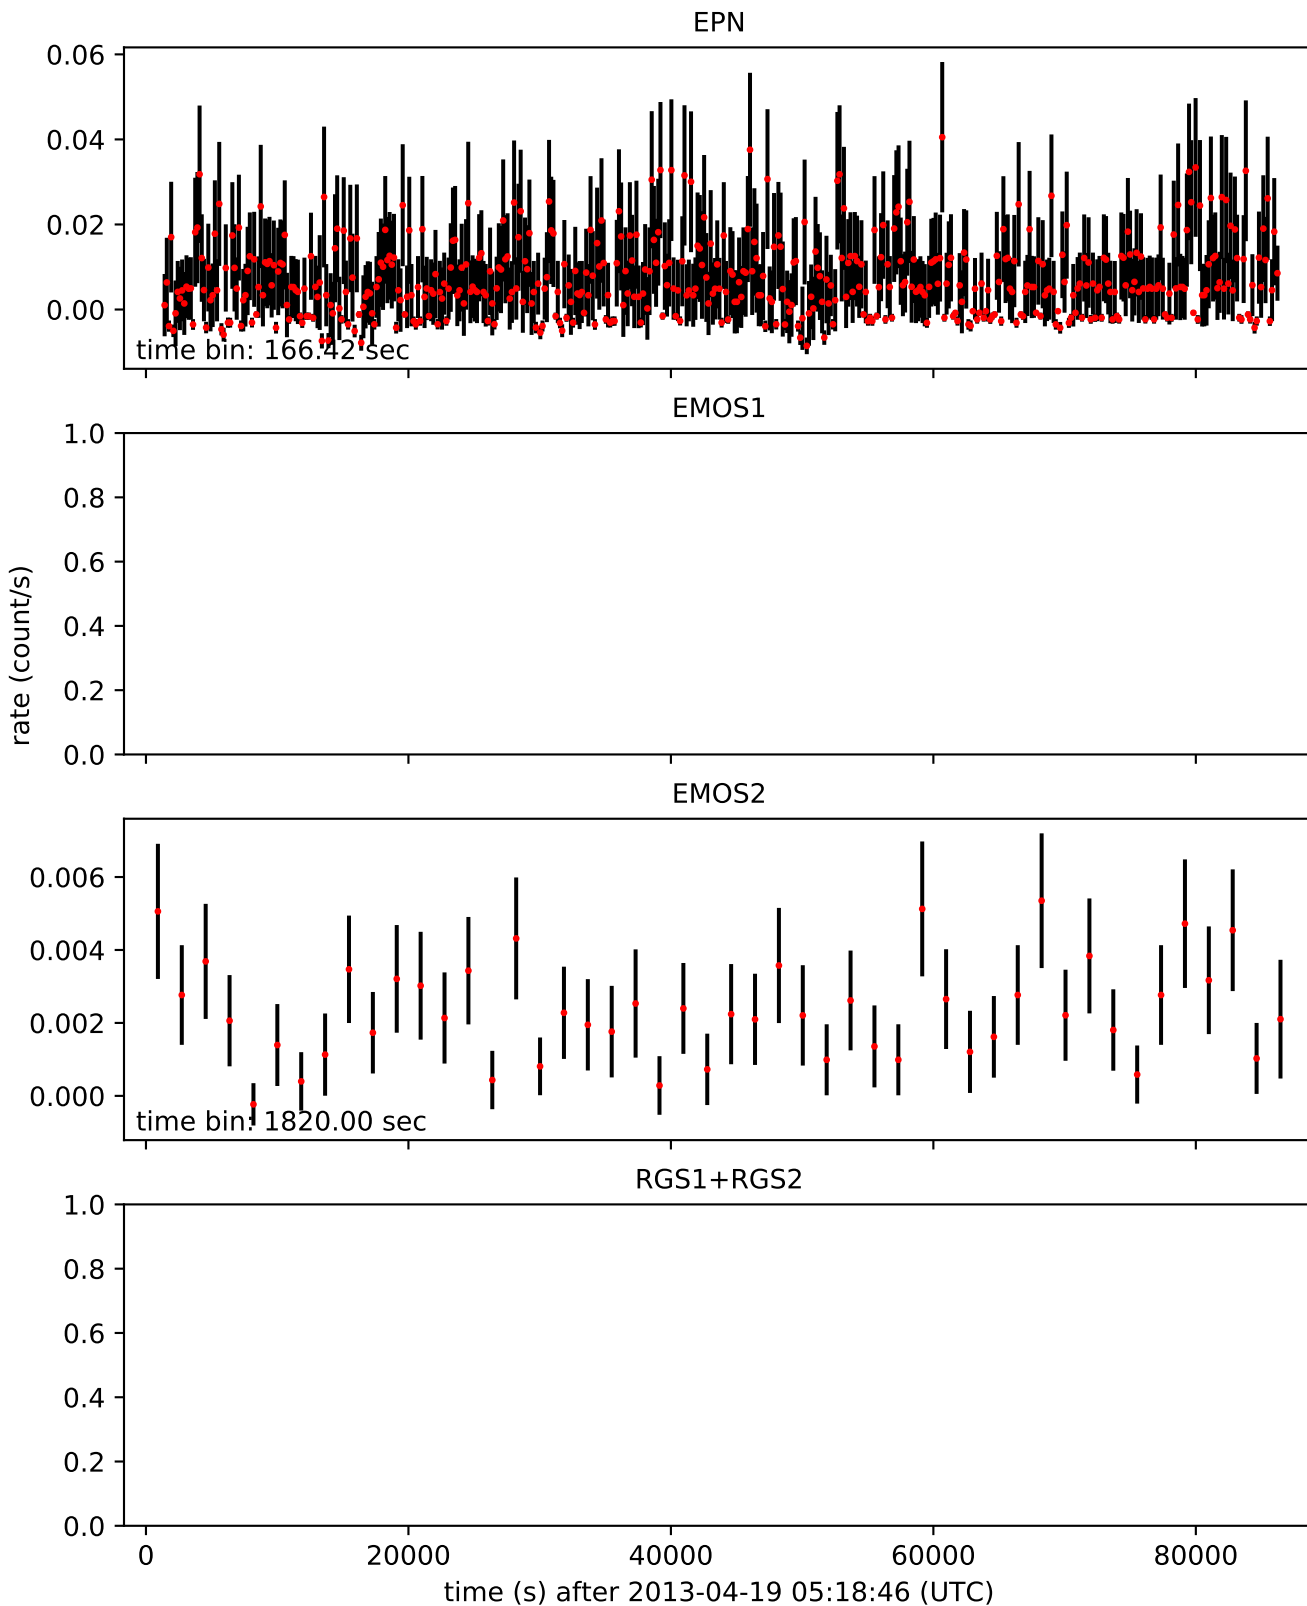 EPN
0.06
0.04
0.02
0.00
time bin: 166.42 sec
EMOS1
1.0
0.8
0.6
0.4
0.2
0.0
rate (count/s)
EMOS2
0.006
0.004
0.002
0.000
time bin: 1820.00 sec
RGS1+RGS2
1.0
0.8
0.6
0.4
0.2
0.0
0 20000 40000 60000 80000
time (s) after 2013-04-19 05:18:46 (UTC)